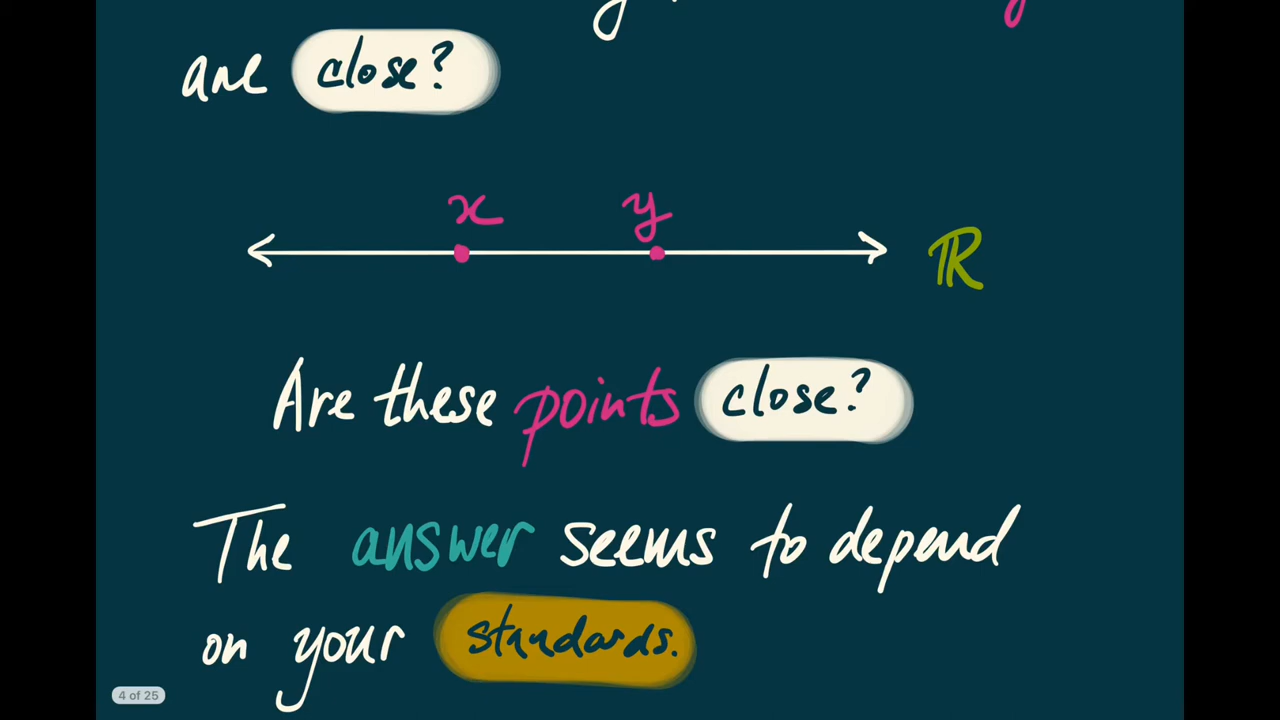 are close?
x y
ℝ
Are these points close?
The answer seems to depend
on your standards.
4 of 25